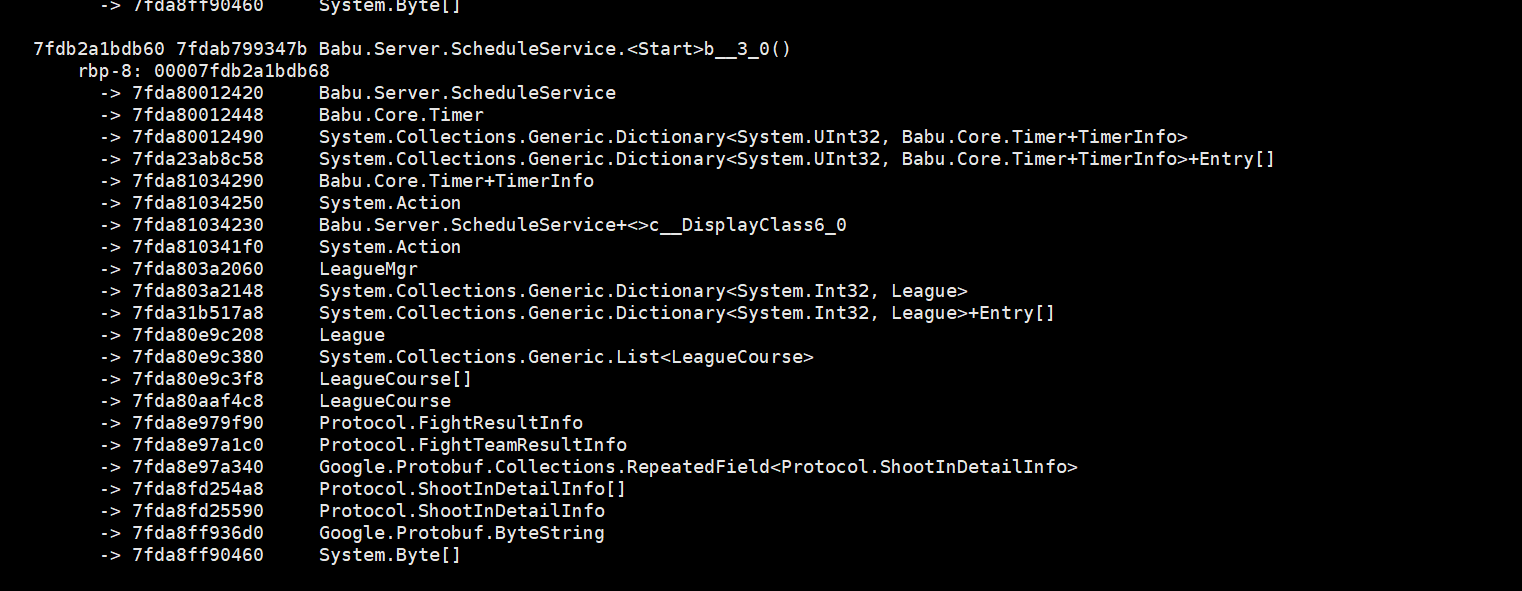 -> 7fda8ff90460     System.Byte[]
7fdb2a1bdb60 7fdab799347b Babu.Server.ScheduleService.<Start>b__3_0()
rbp-8: 00007fdb2a1bdb68
-> 7fda80012420     Babu.Server.ScheduleService
-> 7fda80012448     Babu.Core.Timer
-> 7fda80012490     System.Collections.Generic.Dictionary<System.UInt32, Babu.Core.Timer+TimerInfo>
-> 7fda23ab8c58     System.Collections.Generic.Dictionary<System.UInt32, Babu.Core.Timer+TimerInfo>+Entry[]
-> 7fda81034290     Babu.Core.Timer+TimerInfo
-> 7fda81034250     System.Action
-> 7fda81034230     Babu.Server.ScheduleService+<>c__DisplayClass6_0
-> 7fda810341f0     System.Action
-> 7fda803a2060     LeagueMgr
-> 7fda803a2148     System.Collections.Generic.Dictionary<System.Int32, League>
-> 7fda31b517a8     System.Collections.Generic.Dictionary<System.Int32, League>+Entry[]
-> 7fda80e9c208     League
-> 7fda80e9c380     System.Collections.Generic.List<LeagueCourse>
-> 7fda80e9c3f8     LeagueCourse[]
-> 7fda80aaf4c8     LeagueCourse
-> 7fda8e979f90     Protocol.FightResultInfo
-> 7fda8e97a1c0     Protocol.FightTeamResultInfo
-> 7fda8e97a340     Google.Protobuf.Collections.RepeatedField<Protocol.ShootInDetailInfo>
-> 7fda8fd254a8     Protocol.ShootInDetailInfo[]
-> 7fda8fd25590     Protocol.ShootInDetailInfo
-> 7fda8ff936d0     Google.Protobuf.ByteString
-> 7fda8ff90460     System.Byte[]